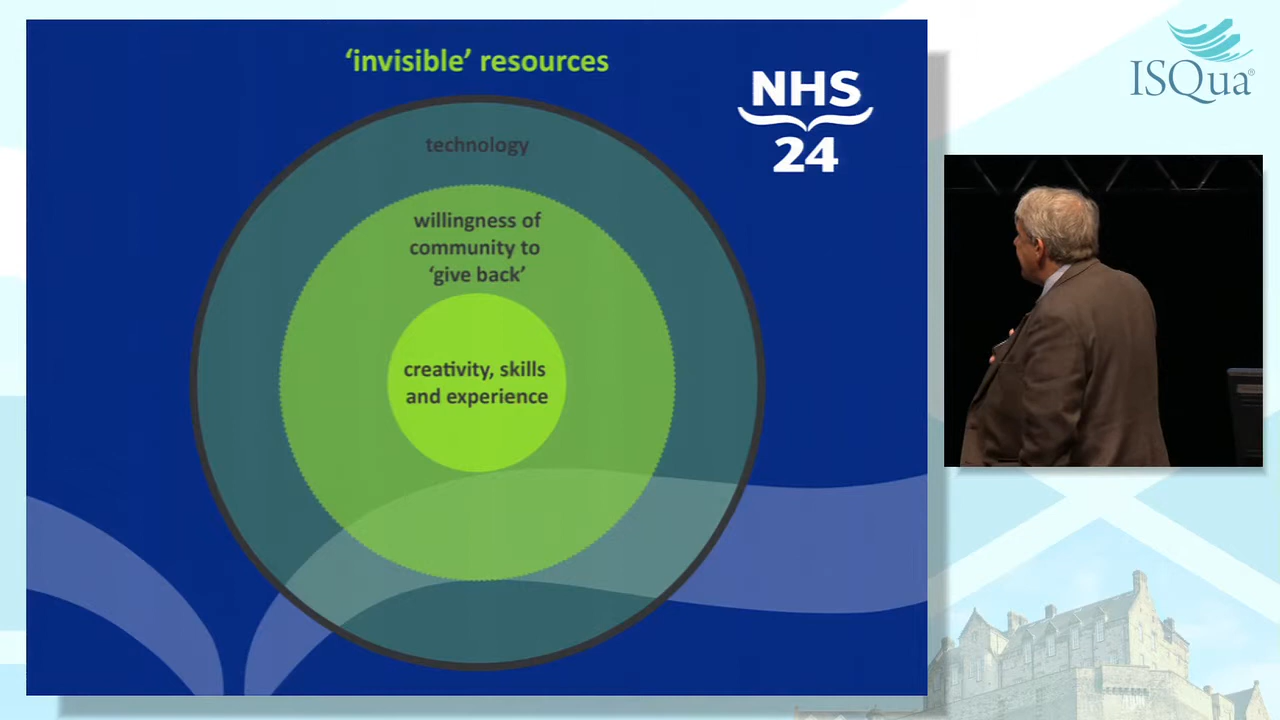 ‘invisible’ resources
NHS
24
technology
willingness of
community to
‘give back’
creativity, skills
and experience
ISQua®